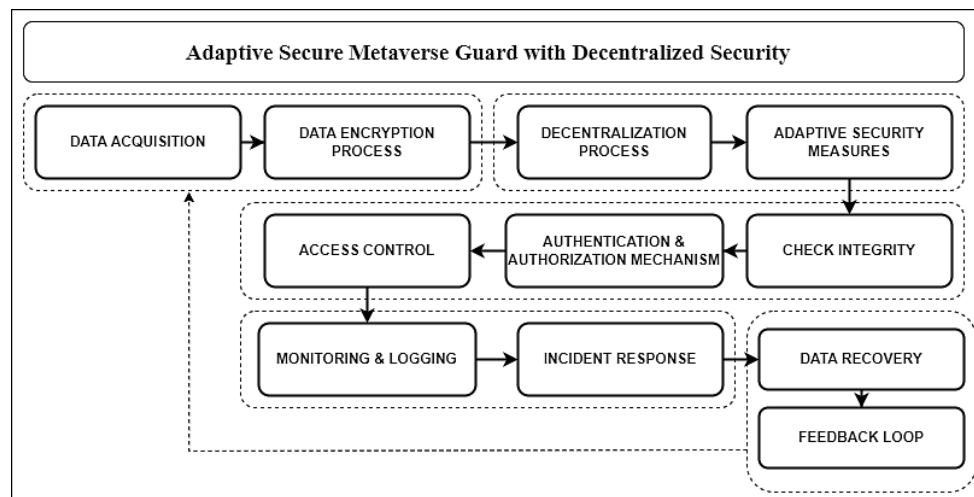 Adaptive Secure Metaverse Guard with Decentralized Security
DATA ACQUISITION
DATA ENCRYPTION
PROCESS
DECENTRALIZATION
PROCESS
ADAPTIVE SECURITY
MEASURES
ACCESS CONTROL
AUTHENTICATION &
AUTHORIZATION MECHANISM
CHECK INTEGRITY
MONITORING & LOGGING
INCIDENT RESPONSE
DATA RECOVERY
FEEDBACK LOOP